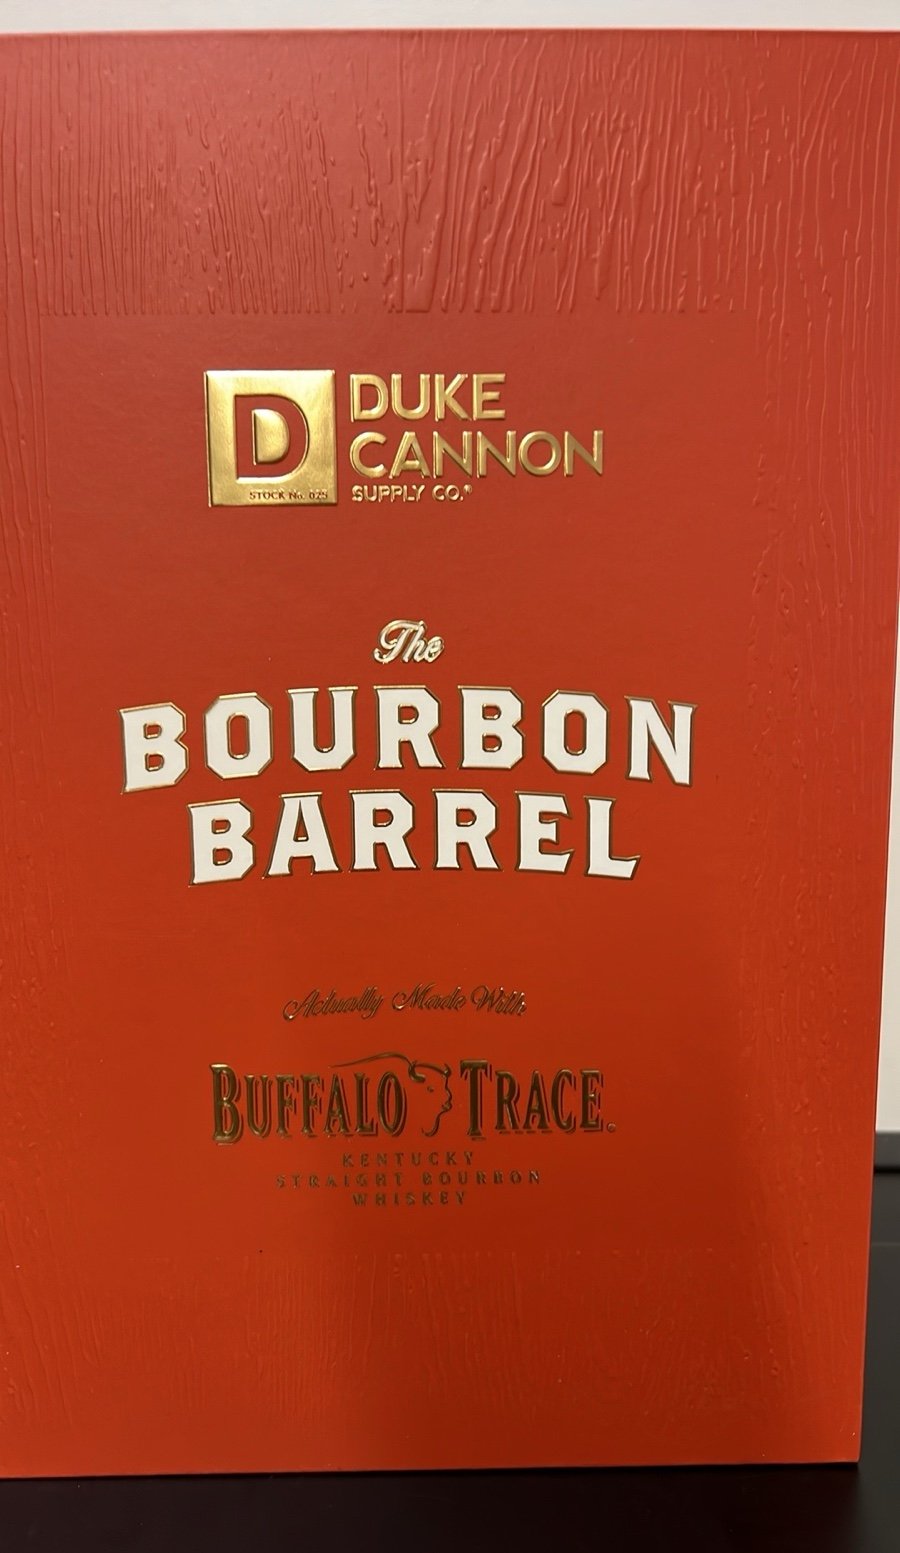 D
STOCK No. 025
DUKE
CANNON
SUPPLY CO.®
The
BOURBON
BARREL
Actually Made With
BUFFALO TRACE®
KENTUCKY
STRAIGHT BOURBON
WHISKEY